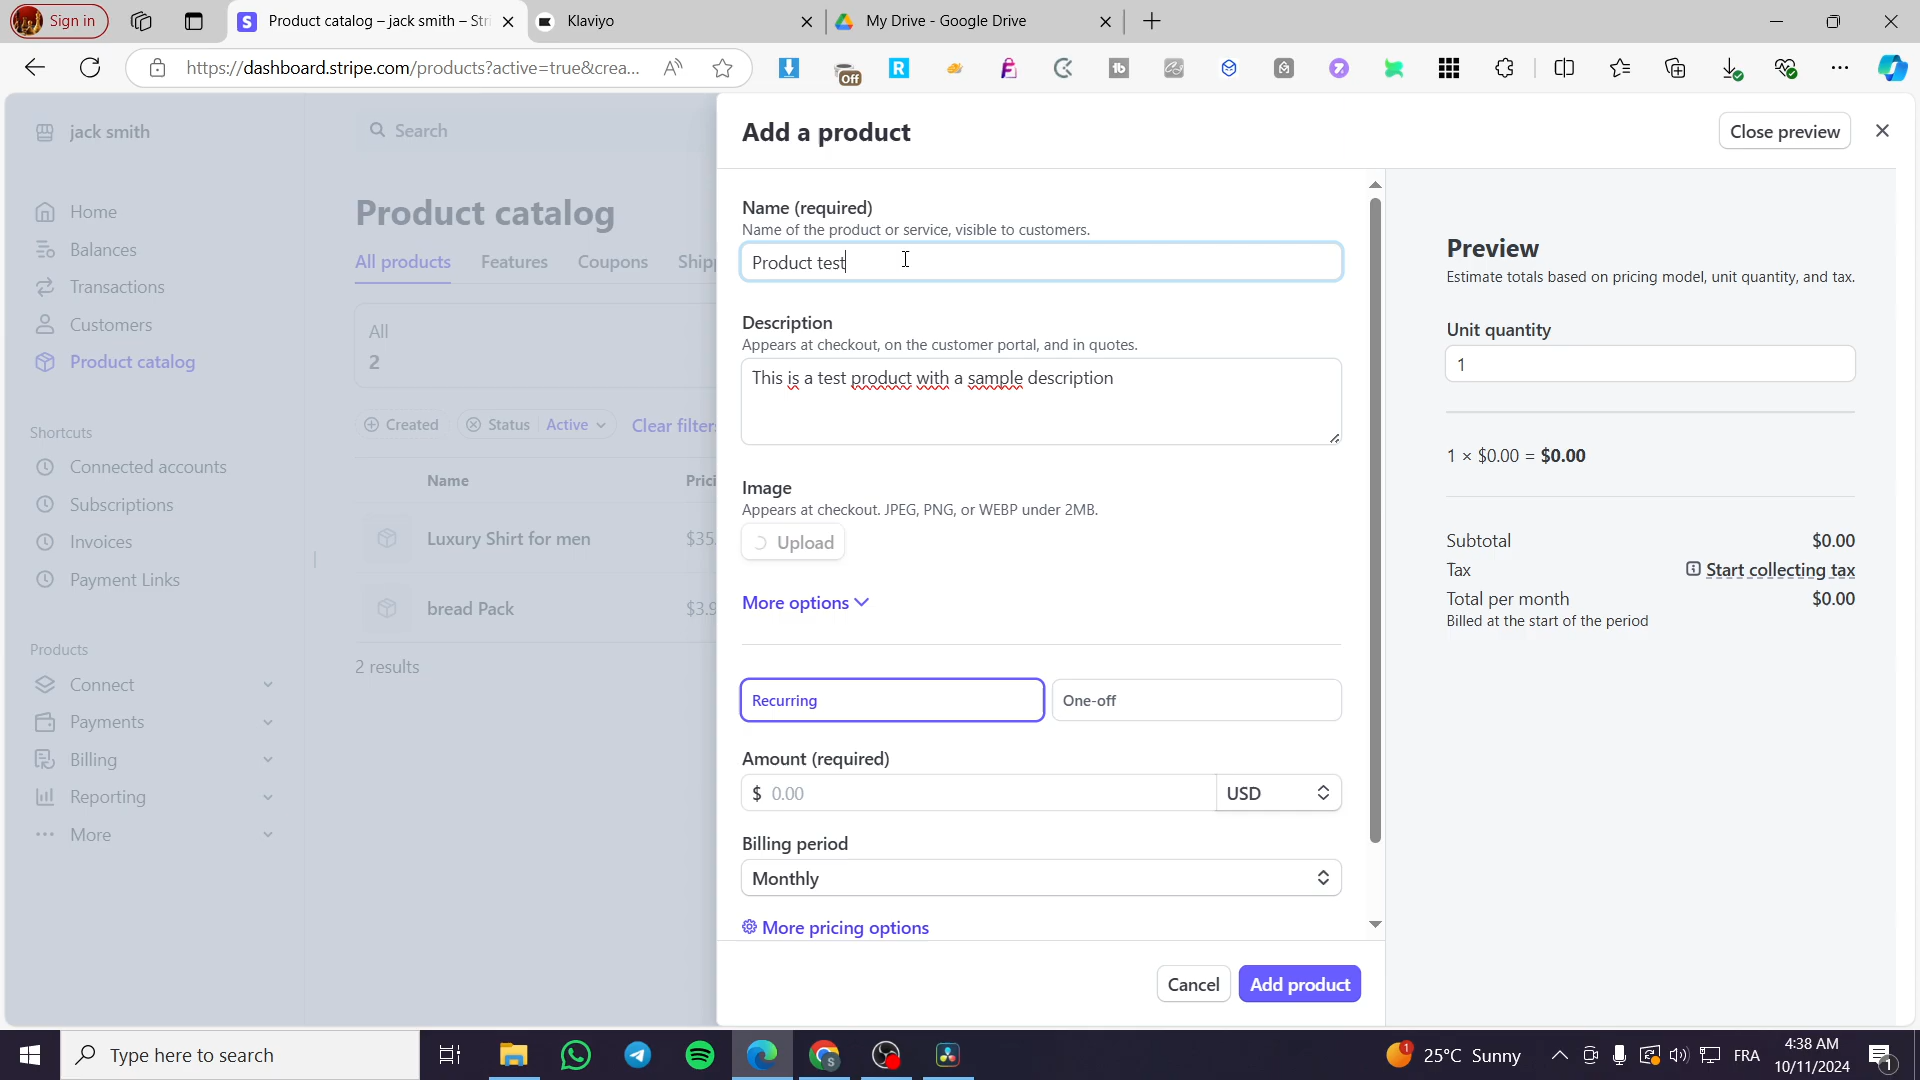 Sign in
Product catalog – jack smith – Str
Klaviyo
My Drive - Google Drive
https://dashboard.stripe.com/products?active=true&crea...
Off
jack smith
Search
Add a product
Close preview
Home
Balances
Transactions
Customers
Product catalog
Shortcuts
Connected accounts
Subscriptions
Invoices
Payment Links
Products
Connect
Payments
Billing
Reporting
More
Product catalog
All products
Features
Coupons
Shipp
All
2
Created
Status
Active
Clear filters
Name
Prici
Luxury Shirt for men
$35.
bread Pack
$3.9
2 results
Name (required)
Name of the product or service, visible to customers.
Product test
Description
Appears at checkout, on the customer portal, and in quotes.
This is a test product with a sample description
Image
Appears at checkout. JPEG, PNG, or WEBP under 2MB.
Upload
More options
Recurring
One-off
Amount (required)
$ 0.00
USD
Billing period
Monthly
More pricing options
Cancel
Add product
Preview
Estimate totals based on pricing model, unit quantity, and tax.
Unit quantity
1
1 × $0.00 = $0.00
Subtotal
$0.00
Tax
Start collecting tax
Total per month
$0.00
Billed at the start of the period
Type here to search
25°C Sunny
FRA
4:38 AM
10/11/2024
1